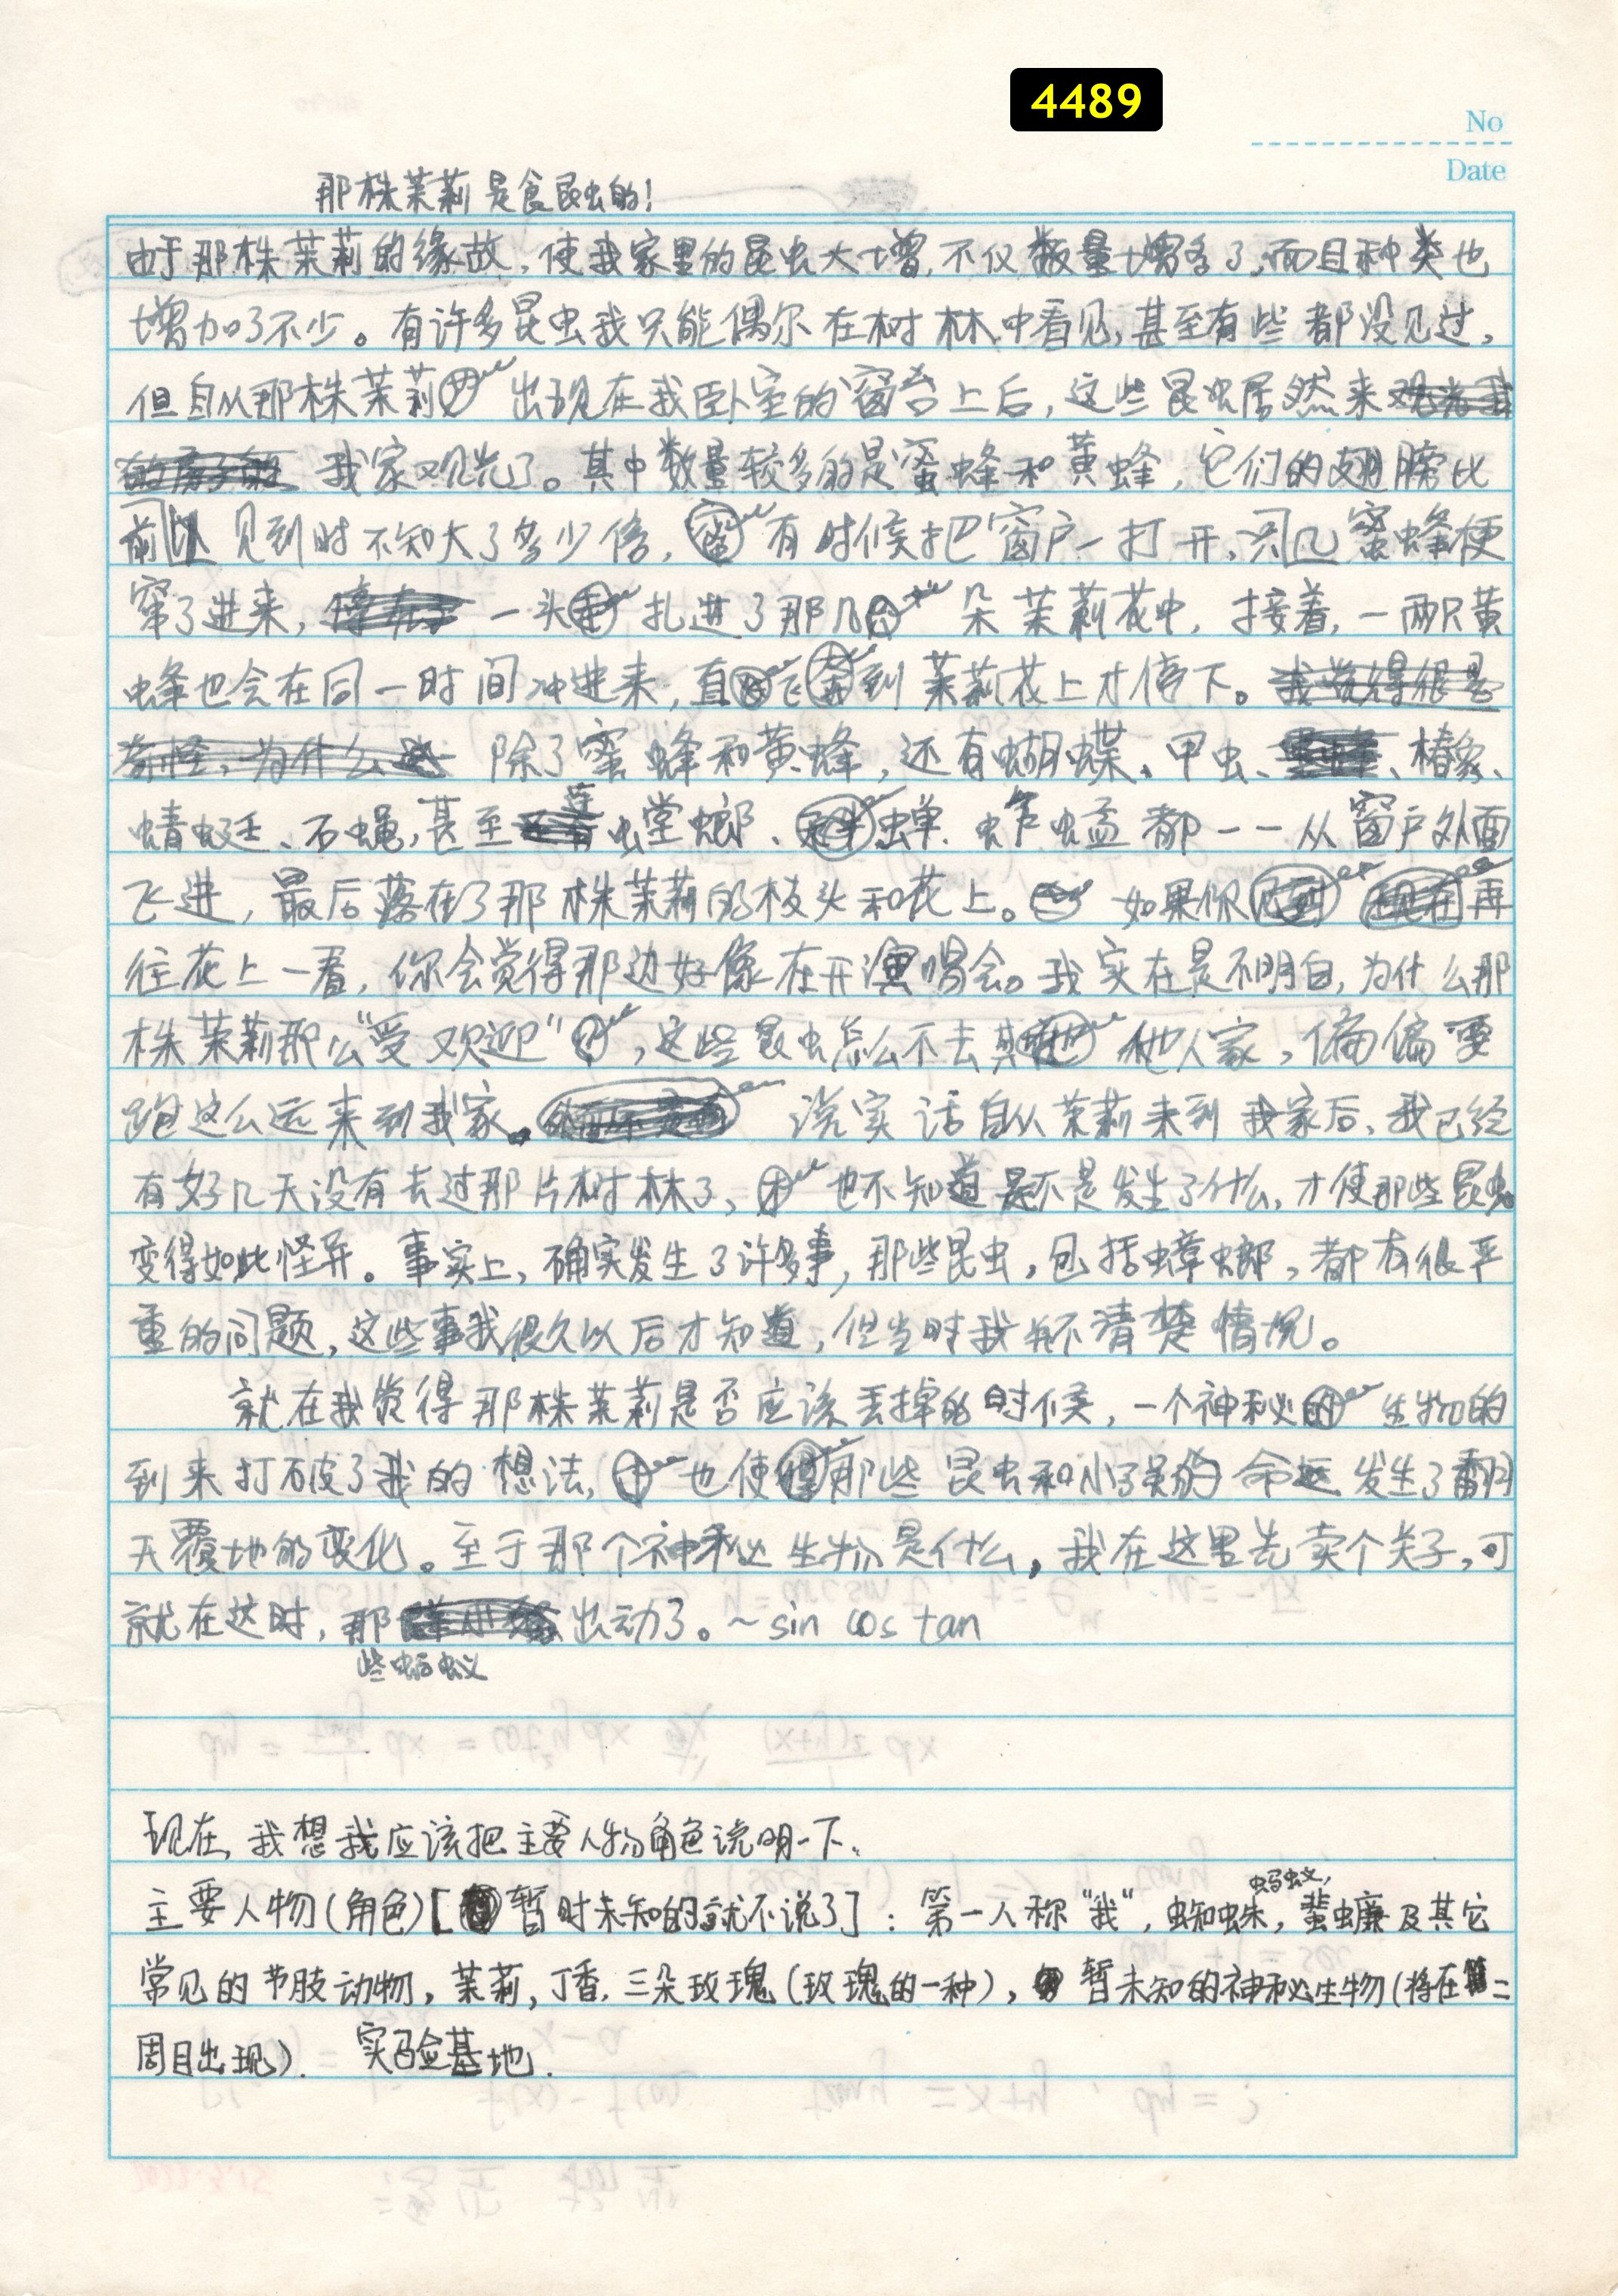 4489
No
Date
那株茉莉是食昆虫的!
由于那株茉莉的缘故,使我家里的昆虫大增,不仅数量增多了,而且种类也
增加了不少。有许多昆虫我只能偶尔在树林中看见,甚至有些都没见过,
但自从那株茉莉出现在我卧室的窗台上后,这些昆虫居然来
我家观光了。其中数量较多的是蜜蜂和黄蜂,它们的翅膀比
前以见到时不知大了多少倍,有时候把窗户一打开,只见蜜蜂便
窜了进来,一头扎进了那几朵茉莉花中,接着,一两只黄
蜂也会在同一时间冲进来,直飞到茉莉花上才停下。我觉得很是
奇怪,为什么 除了蜜蜂和黄蜂,还有蝴蝶、甲虫、椿象、
蜻蜓、石蝇,甚至螳螂、蝉、蚱蜢都一一从窗户外面
飞进,最后落在了那株茉莉的枝头和花上。如果你再
往花上一看,你会觉得那边好像在开演唱会。我实在是不明白,为什么那
株茉莉那么“受欢迎”,这些昆虫怎么不去其他人家,偏偏要
跑这么远来到我家。说实话自从茉莉来到我家后,我已经
有好几天没有去过那片树林了,也不知道是不是发生了什么,才使那些昆虫
变得如此怪异。事实上,确实发生了许多事,那些昆虫,包括蟑螂,都有很严
重的问题,这些事我很久以后才知道,但当时我并不清楚情况。
就在我觉得那株茉莉是否应该丢掉的时候,一个神秘生物的
到来打破了我的想法,也使那些昆虫和小了吴的命运发生了翻
天覆地的变化。至于那个神秘生物是什么,我在这里先卖个关子,可
就在这时,那些蚂蚁出动了。~sin cos tan
现在,我想我应该把主要人物角色说明一下.
主要人物(角色)[暂时未知的就不说了]:第一人称“我”,蜘蛛,蚂蚁,蜚蠊及其它
常见的节肢动物,茉莉,丁香,三朵玫瑰(玫瑰的一种),暂未知的神秘生物(将在第二
周目出现). 实验基地.